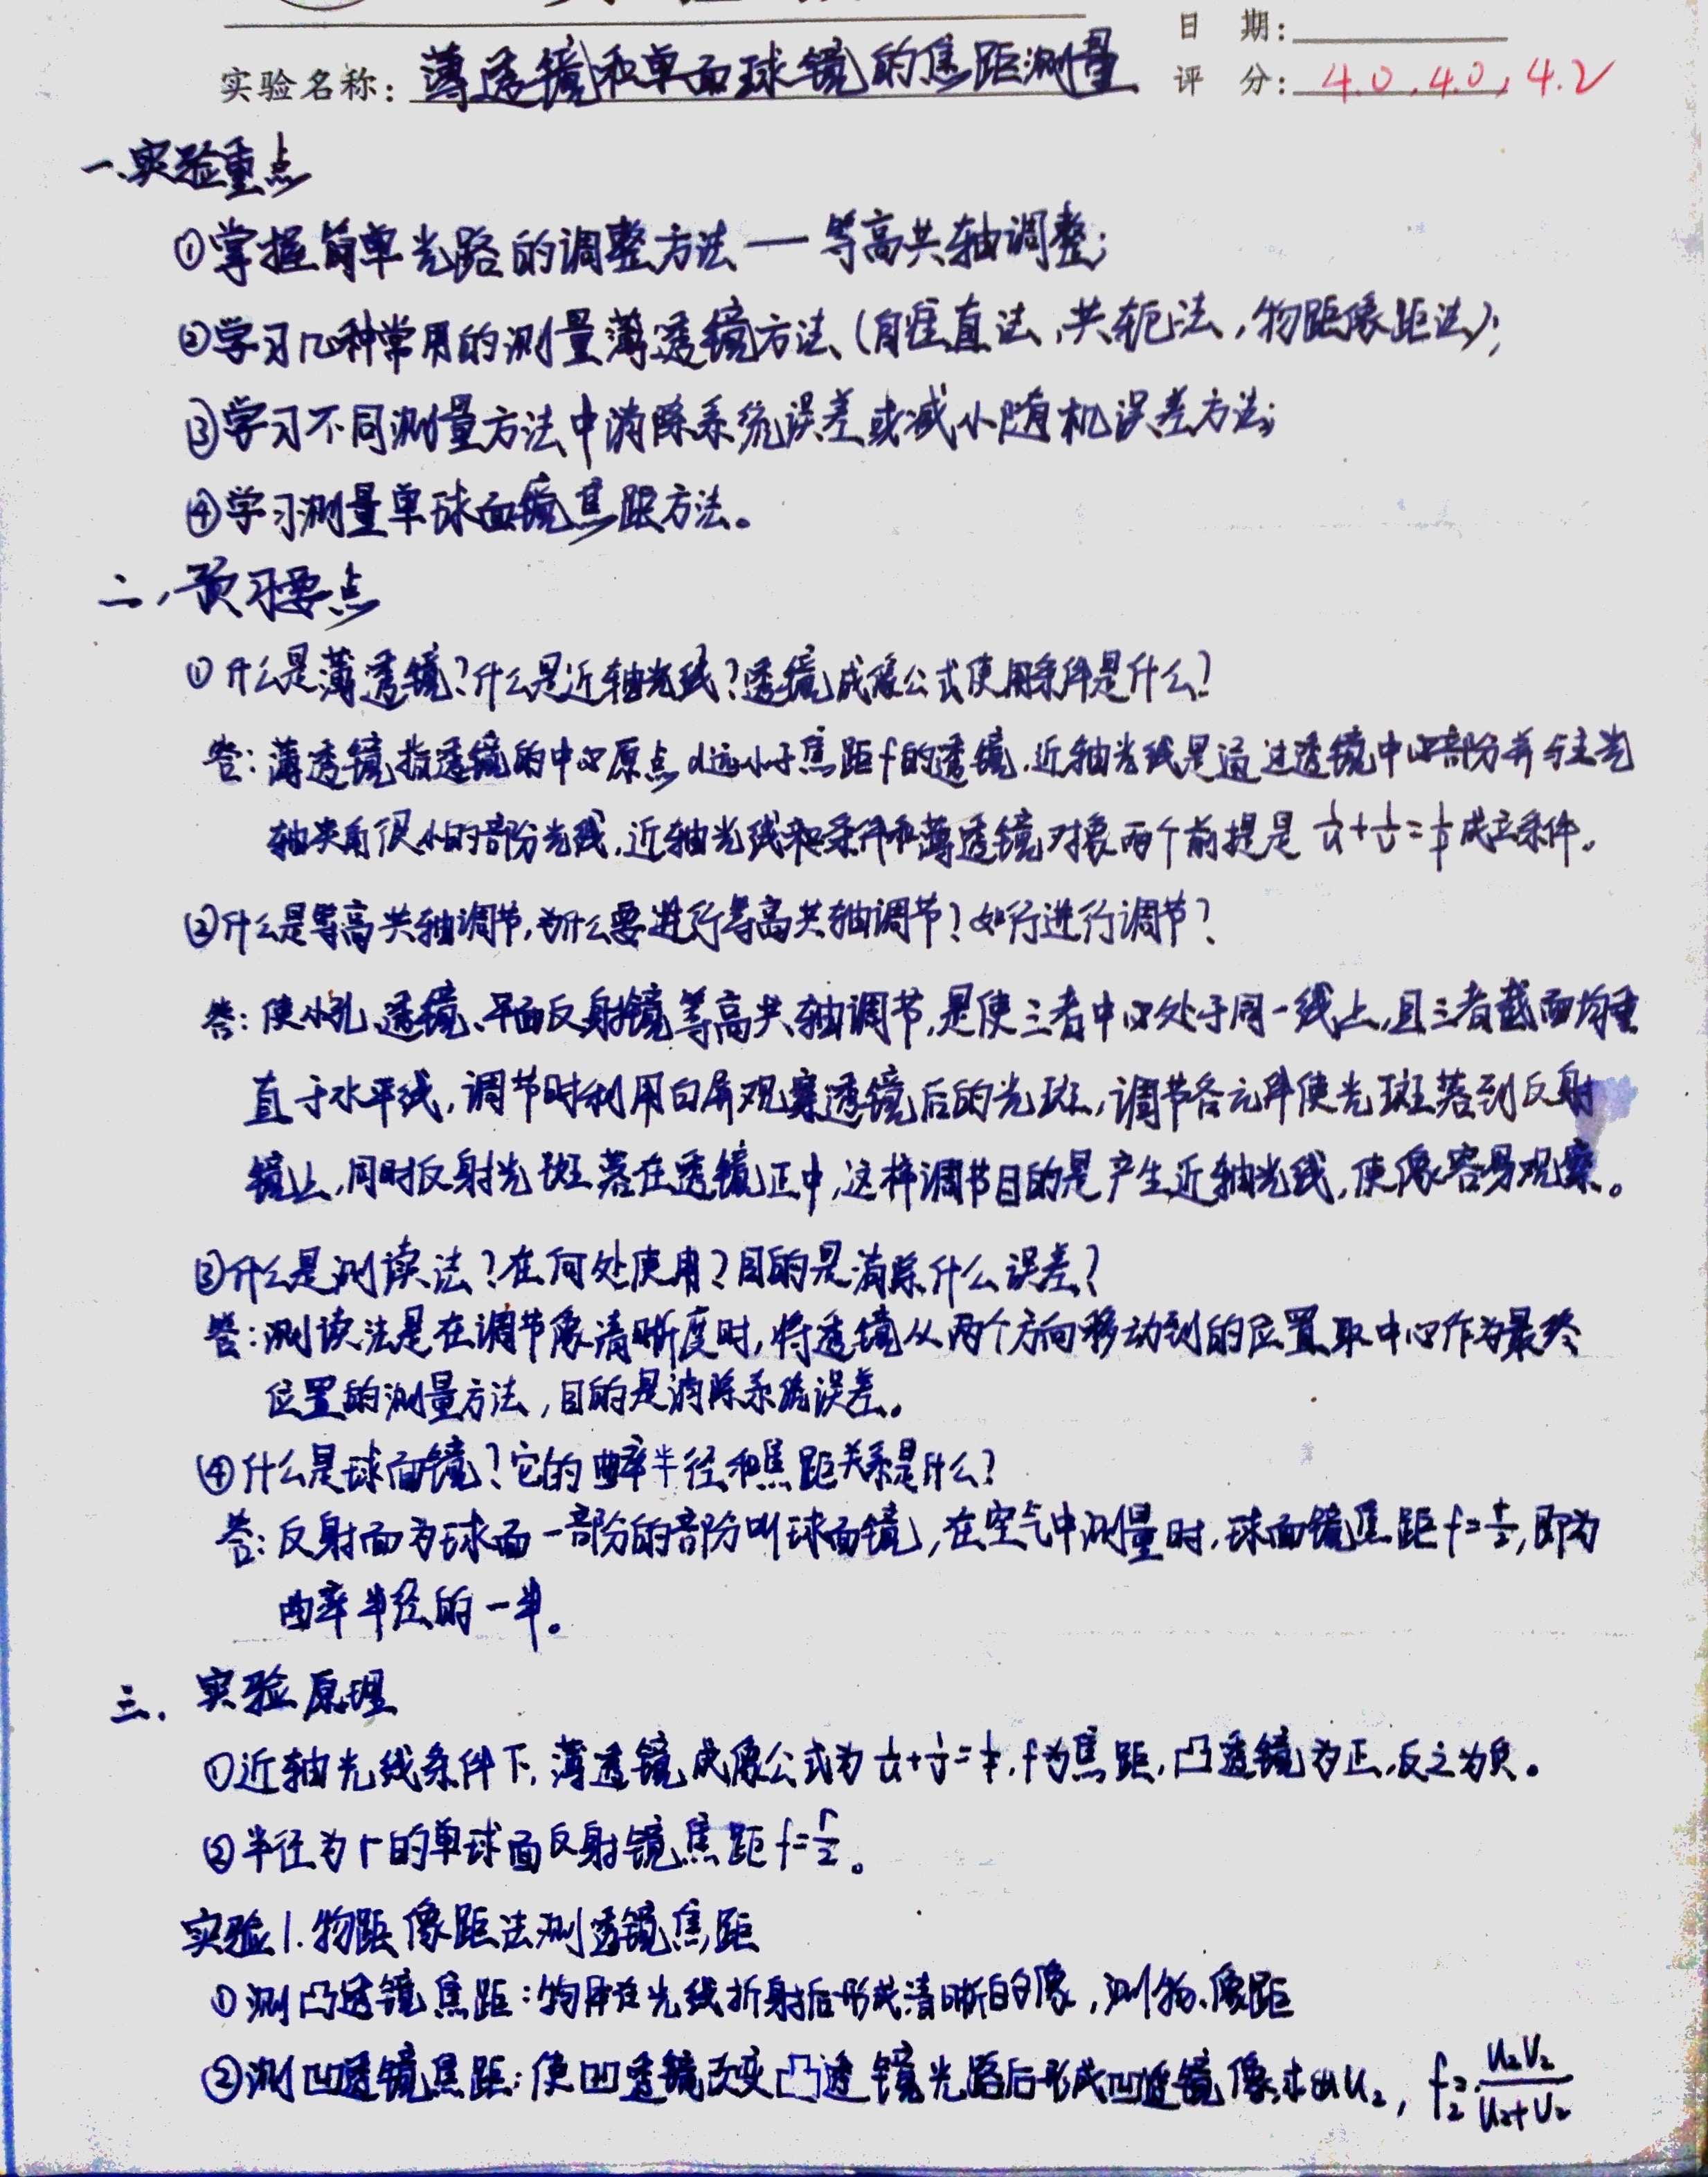 日 期：
实验名称：薄透镜和单面球镜的焦距测量
评 分：4.0，4.0，4.2
一、实验重点
①掌握简单光路的调整方法——等高共轴调整；
②学习几种常用的测量薄透镜方法（自准直法，共轭法，物距像距法）；
③学习不同测量方法中消除系统误差或减小随机误差方法；
④学习测量单球面镜焦距方法。
二、预习要点
①什么是薄透镜？什么是近轴光线？透镜成像公式使用条件是什么？
答：薄透镜指透镜的中心原点d远小于焦距f的透镜，近轴光线是通过透镜中心部分并与主光
轴夹角很小的部分光线，近轴光线和条件和薄透镜对象两个前提是 1/u+1/v=1/f 成立条件。
②什么是等高共轴调节，为什么要进行等高共轴调节？如行进行调节？
答：使小孔、透镜、平面反射镜等高共轴调节，是使三者中心处于同一线上，且三者截面均垂
直于水平线，调节时利用白屏观察透镜后的光斑，调节各元件使光斑落到反射
镜上，同时反射光斑落在透镜正中，这样调节目的是产生近轴光线，使像容易观察。
③什么是测读法？在何处使用？目的是消除什么误差？
答：测读法是在调节像清晰度时，将透镜从两个方向移动到的位置取中心作为最终
位置的测量方法，目的是消除系统误差。
④什么是球面镜？它的曲率半径和焦距关系是什么？
答：反射面为球面一部分的部分叫球面镜，在空气中测量时，球面镜焦距f=r/2，即为
曲率半径的一半。
三、实验原理
①近轴光线条件下，薄透镜成像公式为 1/u+1/v=1/f，f为焦距，凸透镜为正，反之为负。
②半径为r的单球面反射镜焦距f=r/2。
实验1.物距像距法测透镜焦距
①测凸透镜焦距：物体在光线折射后形成清晰的像，测物、像距
②测凹透镜焦距：使凹透镜改变凸透镜光路后形成凹透镜像，求出u₂，f₂=u₂v₂/(u₂+v₂)